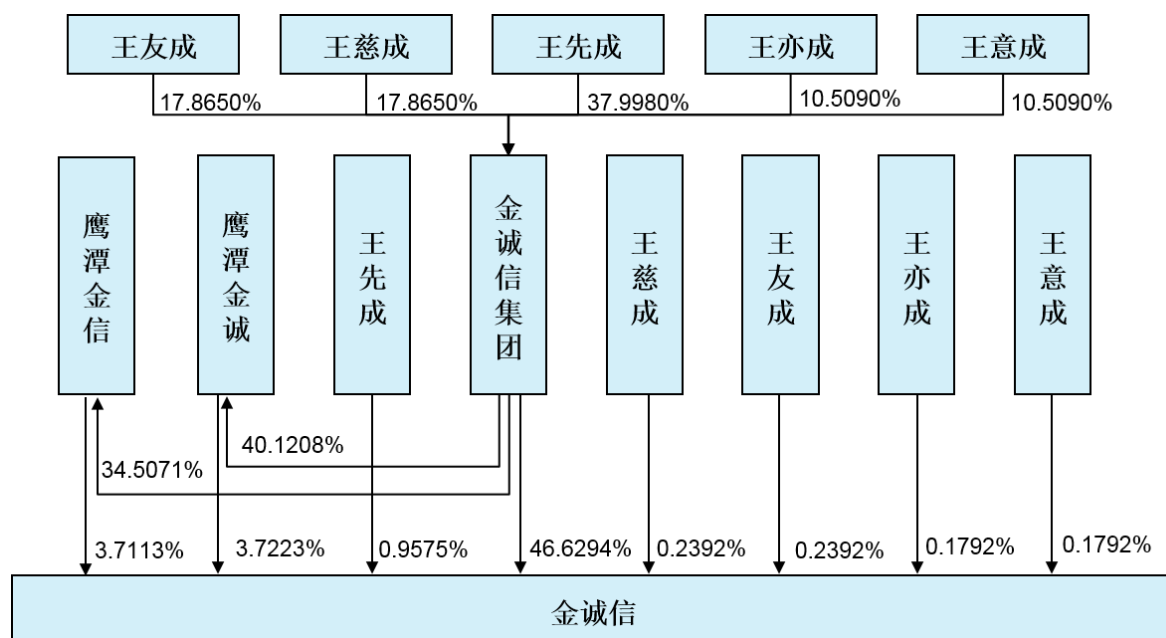 王友成
王慈成
王先成
王亦成
王意成
17.8650%
17.8650%
37.9980%
10.5090%
10.5090%
鹰潭金信
鹰潭金诚
王先成
金诚信集团
王慈成
王友成
王亦成
王意成
40.1208%
34.5071%
3.7113%
3.7223%
0.9575%
46.6294%
0.2392%
0.2392%
0.1792%
0.1792%
金诚信